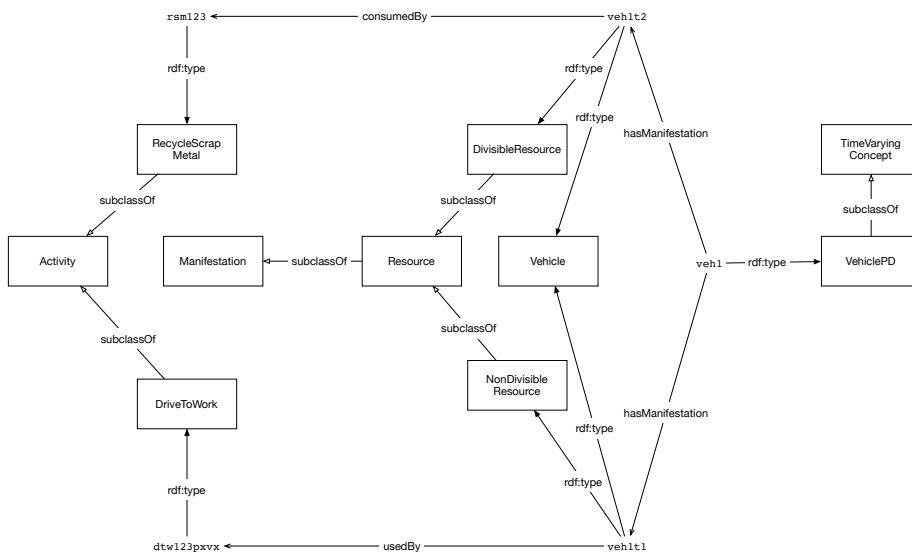 rsm123
consumedBy
veh1t2
rdf:type
rdf:type
rdf:type
hasManifestation
RecycleScrap
Metal
DivisibleResource
TimeVarying
Concept
subclassOf
subclassOf
subclassOf
Activity
Manifestation
subclassOf
Resource
Vehicle
veh1
rdf:type
VehiclePD
subclassOf
subclassOf
NonDivisible
Resource
DriveToWork
hasManifestation
rdf:type
rdf:type
rdf:type
dtw123pxvx
usedBy
veh1t1